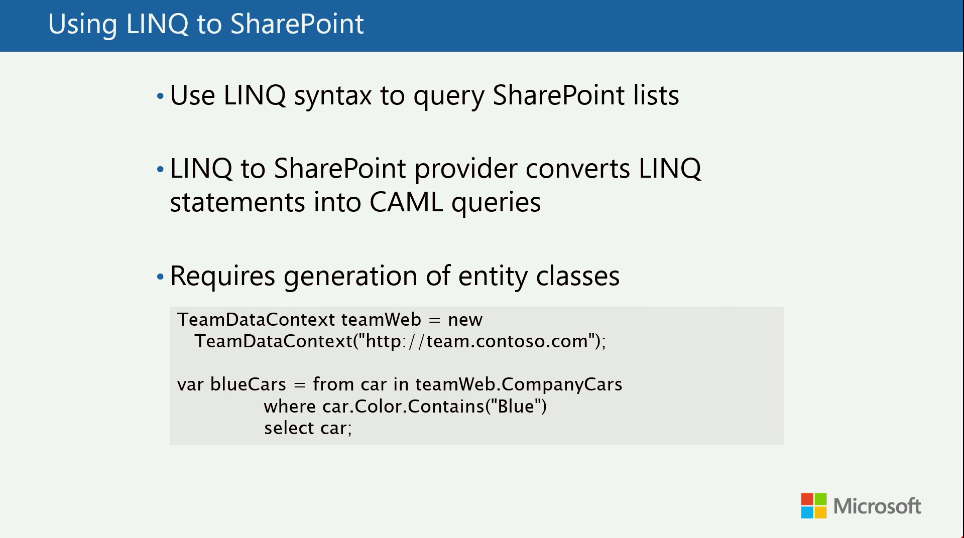 Using LINQ to SharePoint
• Use LINQ syntax to query SharePoint lists
• LINQ to SharePoint provider converts LINQ
statements into CAML queries
• Requires generation of entity classes
TeamDataContext teamWeb = new
TeamDataContext("http://team.contoso.com");
var blueCars = from car in teamWeb.CompanyCars
where car.Color.Contains("Blue")
select car;
Microsoft